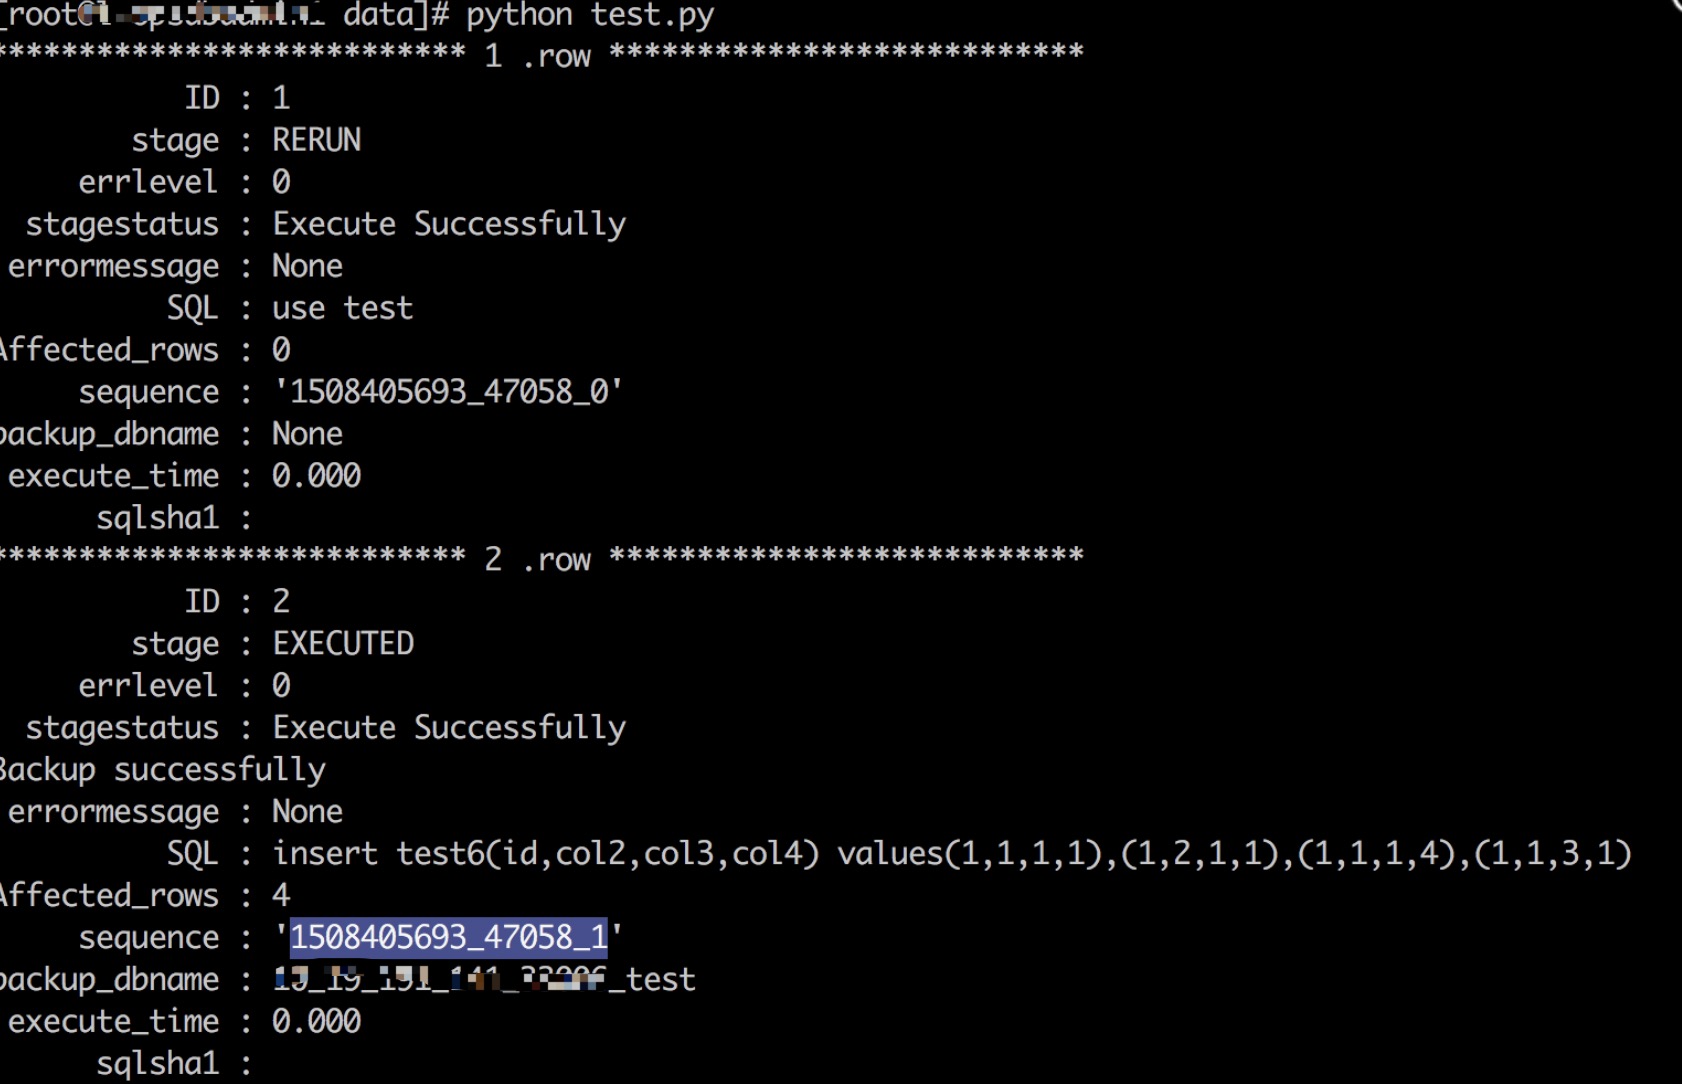 [root@ data]# python test.py
*************************** 1 .row ***************************
ID : 1
stage : RERUN
errlevel : 0
stagestatus : Execute Successfully
errormessage : None
SQL : use test
Affected_rows : 0
sequence : '1508405693_47058_0'
backup_dbname : None
execute_time : 0.000
sqlsha1 :
*************************** 2 .row ***************************
ID : 2
stage : EXECUTED
errlevel : 0
stagestatus : Execute Successfully
Backup successfully
errormessage : None
SQL : insert test6(id,col2,col3,col4) values(1,1,1,1),(1,2,1,1),(1,1,1,4),(1,1,3,1)
Affected_rows : 4
sequence : '1508405693_47058_1'
backup_dbname : _test
execute_time : 0.000
sqlsha1 :